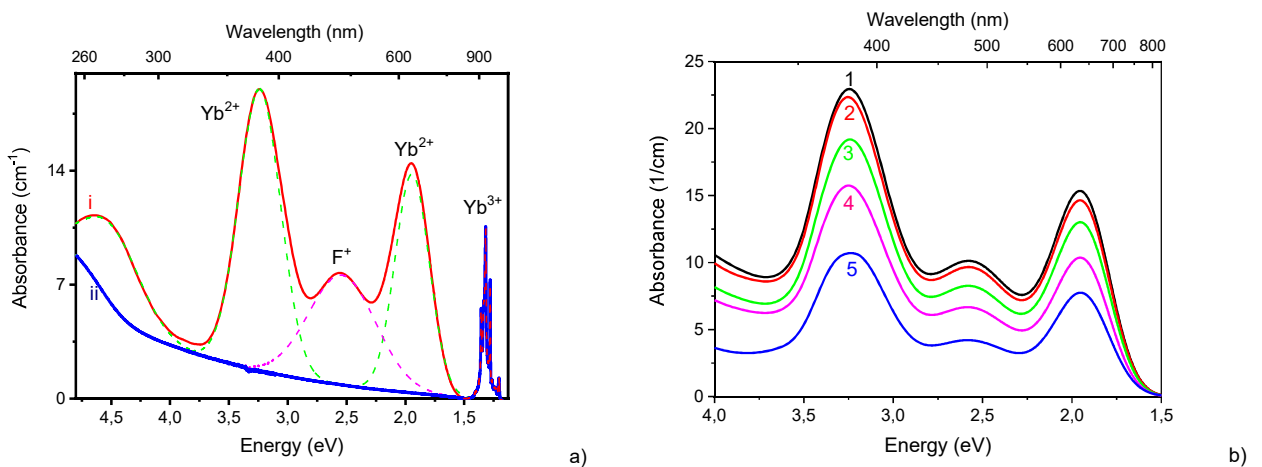 Wavelength (nm)
260 300 400 600 900
Absorbance (cm⁻¹)
14
7
0
Yb²⁺
Yb²⁺
Yb³⁺
F⁺
i
ii
4,5 4,0 3,5 3,0 2,5 2,0 1,5
Energy (eV)
a)
Wavelength (nm)
400 500 600 700 800
Absorbance (1/cm)
25
20
15
10
5
0
1
2
3
4
5
4,0 3,5 3,0 2,5 2,0 1,5
Energy (eV)
b)